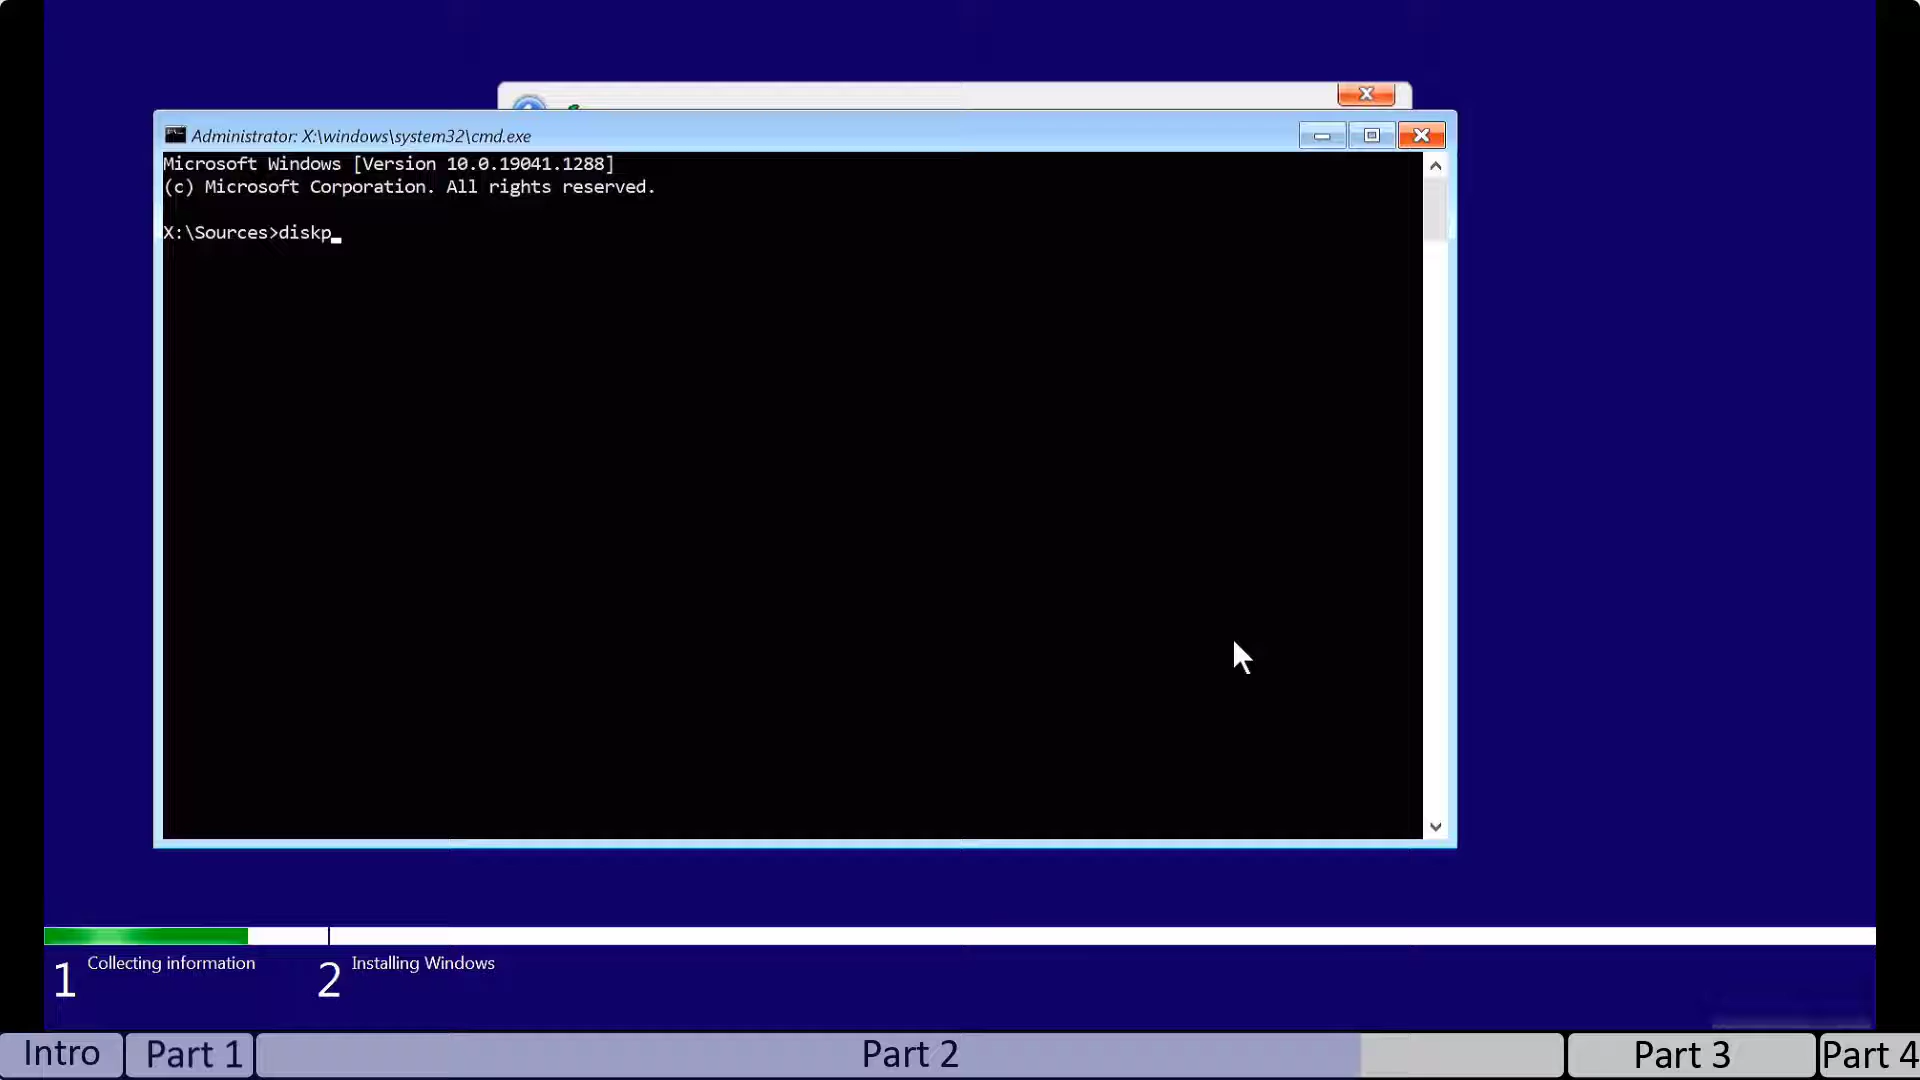 Administrator: X:\windows\system32\cmd.exe
Microsoft Windows [Version 10.0.19041.1288]
(c) Microsoft Corporation. All rights reserved.
X:\Sources>diskp
1 Collecting information 2 Installing Windows
Intro Part 1 Part 2 Part 3 Part 4